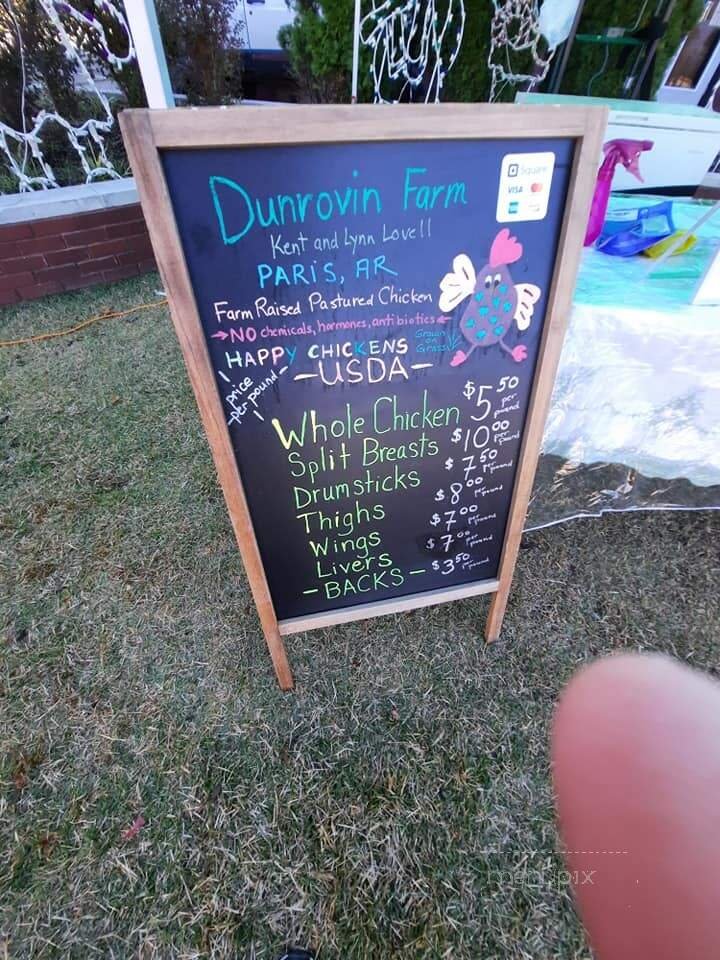 Dunrovin Farm
Square
VISA
Kent and Lynn Lovell
PARIS, AR
Farm Raised Pastured Chicken
NO chemicals, hormones, antibiotics
Grown on Grass
HAPPY CHICKENS
-USDA-
price per pound
Whole Chicken $5.50 per pound
Split Breasts $10.00 per pound
Drumsticks $7.50 per pound
Thighs $8.00 per pound
Wings $7.00 per pound
Livers $7.00 per pound
-BACKS- $3.50 per pound